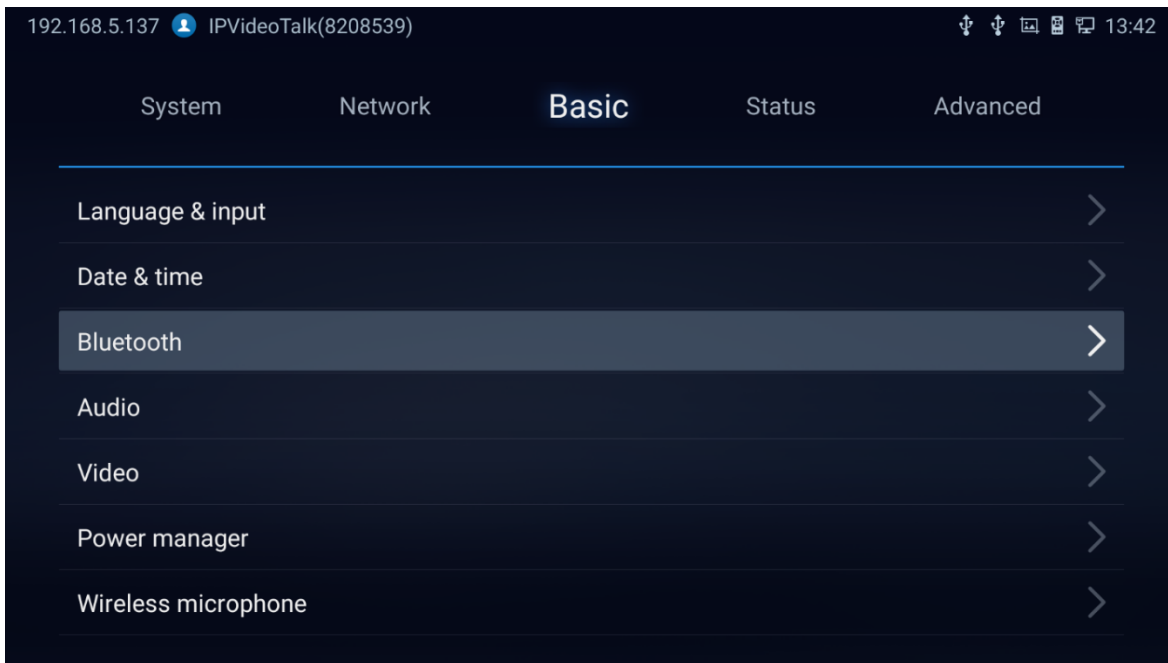 192.168.5.137 IPVideoTalk(8208539) 13:42
System Network Basic Status Advanced
Language & input
Date & time
Bluetooth
Audio
Video
Power manager
Wireless microphone